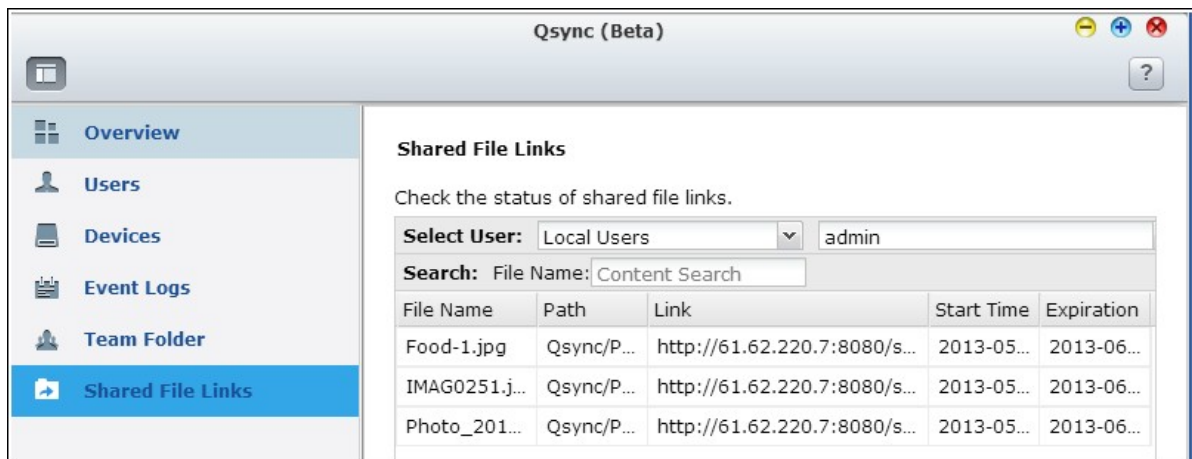 Qsync (Beta)
?
Overview
Users
Devices
Event Logs
Team Folder
Shared File Links
Shared File Links
Check the status of shared file links.
Select User: Local Users admin
Search: File Name: Content Search
File Name Path Link Start Time Expiration
Food-1.jpg Qsync/P... http://61.62.220.7:8080/s... 2013-05... 2013-06...
IMAG0251.j... Qsync/P... http://61.62.220.7:8080/s... 2013-05... 2013-06...
Photo_201... Qsync/P... http://61.62.220.7:8080/s... 2013-05... 2013-06...